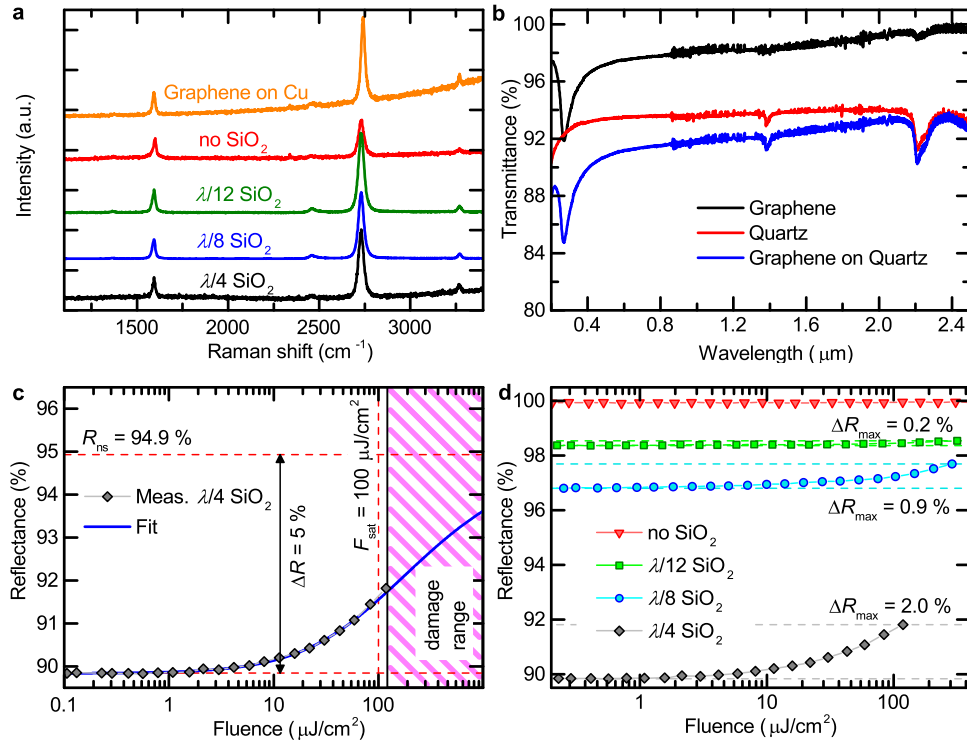 a
Intensity (a.u.)
Graphene on Cu
no SiO2
λ/12 SiO2
λ/8 SiO2
λ/4 SiO2
1500 2000 2500 3000
Raman shift (cm-1)
b
Transmittance (%)
100
96
92
88
84
80
Graphene
Quartz
Graphene on Quartz
0.4 0.8 1.2 1.6 2.0 2.4
Wavelength ( μm)
c
Reflectance (%)
96
95
94
93
92
91
90
Rns = 94.9 %
Meas. λ/4 SiO2
Fit
ΔR = 5 %
Fsat = 100 μJ/cm2
damage
range
0.1 1 10 100
Fluence ( μJ/cm2)
d
Reflectance (%)
100
98
96
94
92
90
ΔRmax = 0.2 %
ΔRmax = 0.9 %
no SiO2
λ/12 SiO2
λ/8 SiO2
λ/4 SiO2
ΔRmax = 2.0 %
1 10 100
Fluence ( μJ/cm2)